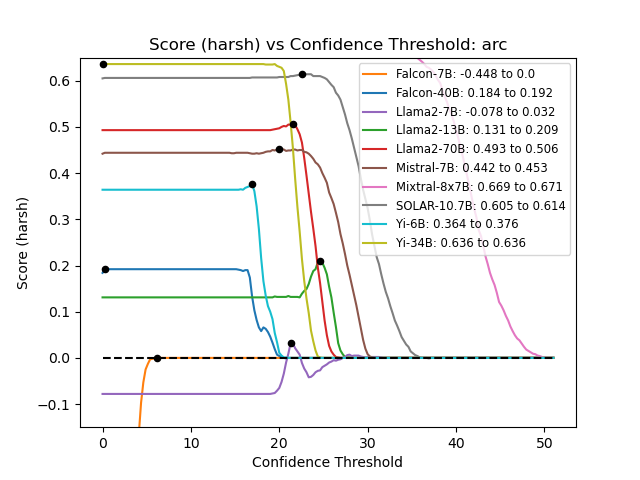 Score (harsh) vs Confidence Threshold: arc
Score (harsh)
0.6
0.5
0.4
0.3
0.2
0.1
0.0
−0.1
Falcon-7B: -0.448 to 0.0
Falcon-40B: 0.184 to 0.192
Llama2-7B: -0.078 to 0.032
Llama2-13B: 0.131 to 0.209
Llama2-70B: 0.493 to 0.506
Mistral-7B: 0.442 to 0.453
Mixtral-8x7B: 0.669 to 0.671
SOLAR-10.7B: 0.605 to 0.614
Yi-6B: 0.364 to 0.376
Yi-34B: 0.636 to 0.636
0 10 20 30 40 50
Confidence Threshold